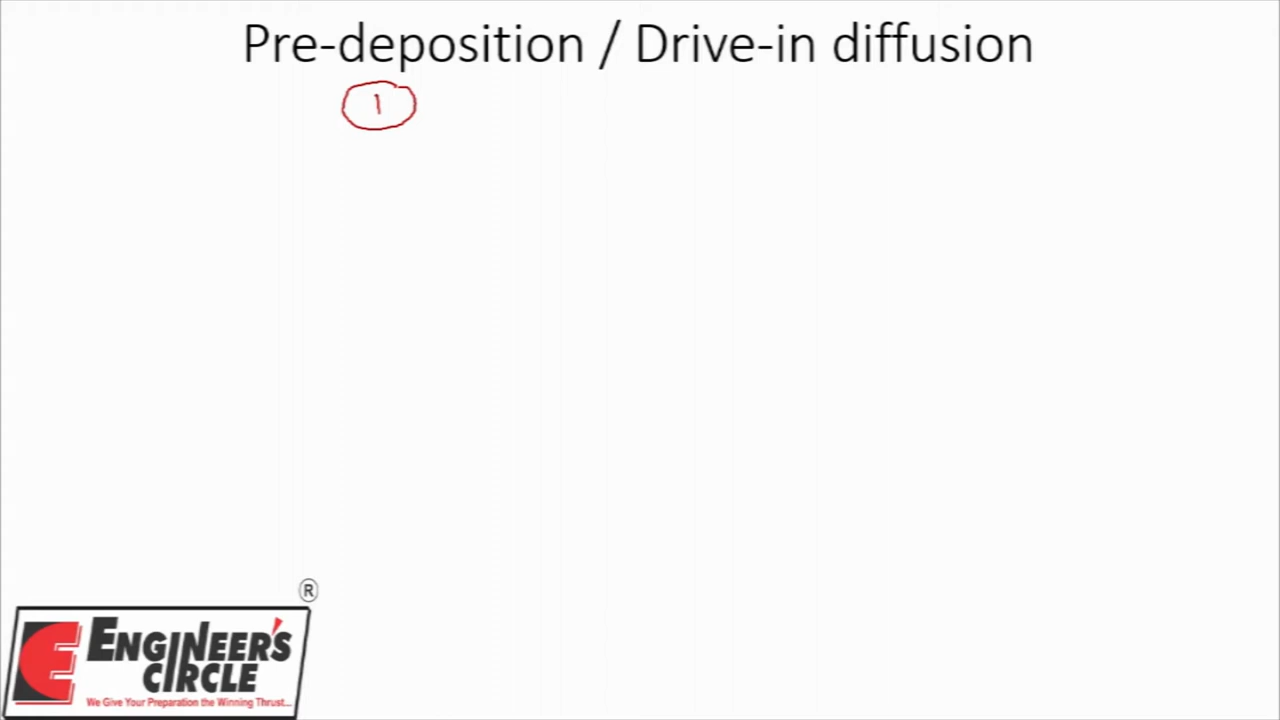 Pre-deposition / Drive-in diffusion
1
®
ENGINEER'S
CIRCLE
We Give Your Preparation the Winning Thrust...